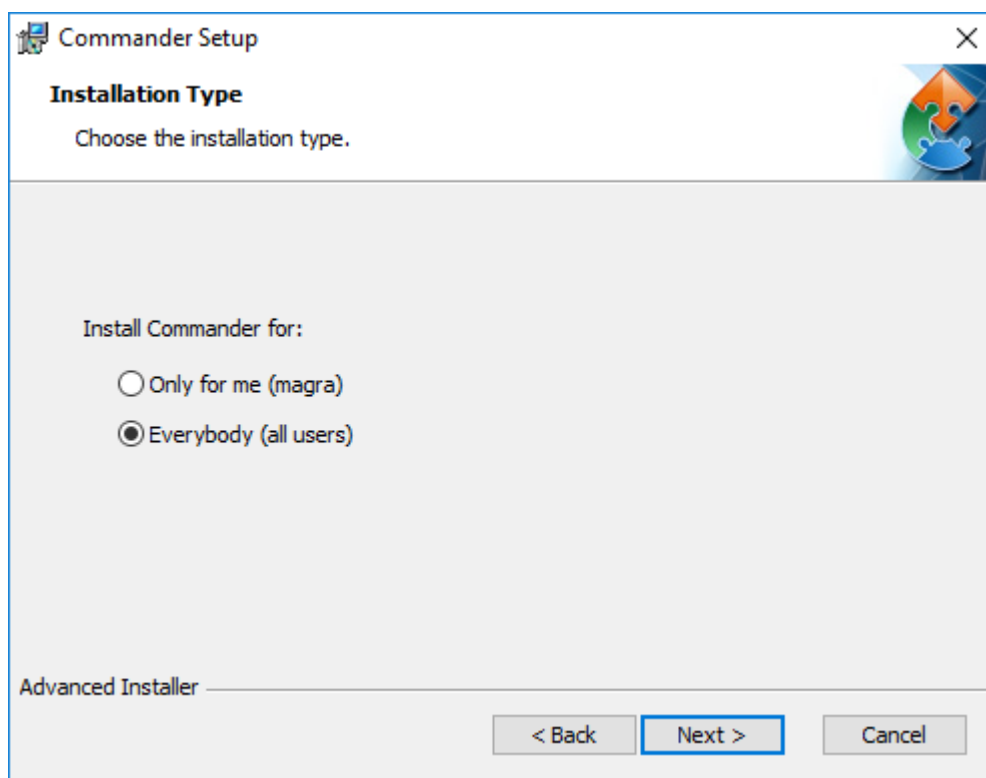 Commander Setup
Installation Type
Choose the installation type.
Install Commander for:
Only for me (magra)
Everybody (all users)
Advanced Installer
< Back Next > Cancel